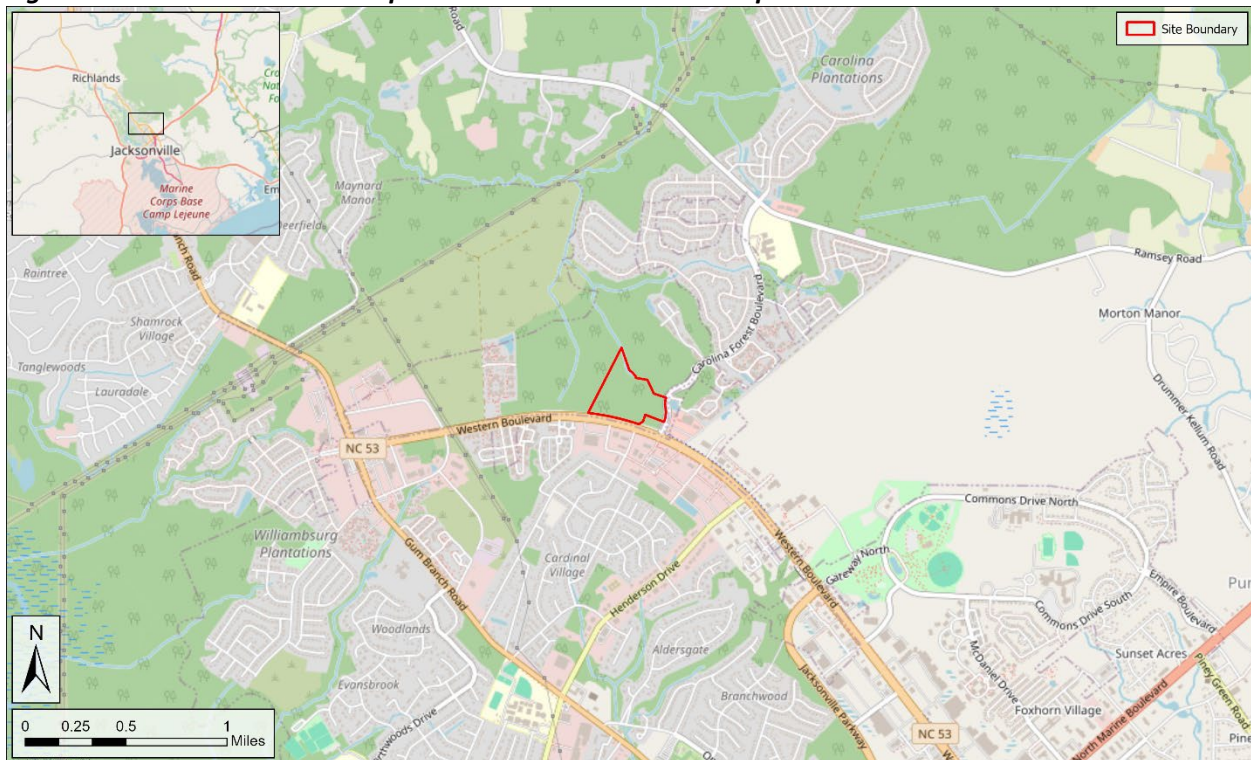 Site Boundary
Richlands
Jacksonville
Marine
Corps Base
Camp Lejeune
Road
Carolina
Plantations
Maynard
Manor
Raintree
Shamrock
Village
Tanglewoods
Lauradale
Ramsey Road
Morton Manor
Carolina Forest Boulevard
Drummer Kellum Road
Western Boulevard
NC 53
Williambsurg
Plantations
Gum Branch Road
Cardinal
Village
Henderson Drive
Western Boulevard
Gateway North
Commons Drive North
Empire Boulevard
Commons Drive South
Woodlands
Evansbrook
Aldersgate
Branchwood
Jacksonville Parkway
McDaniel Drive
Sunset Acres
Foxhorn Village
North Marine Boulevard
Piney Green Road
NC 53
N
0 0.25 0.5 1
Miles